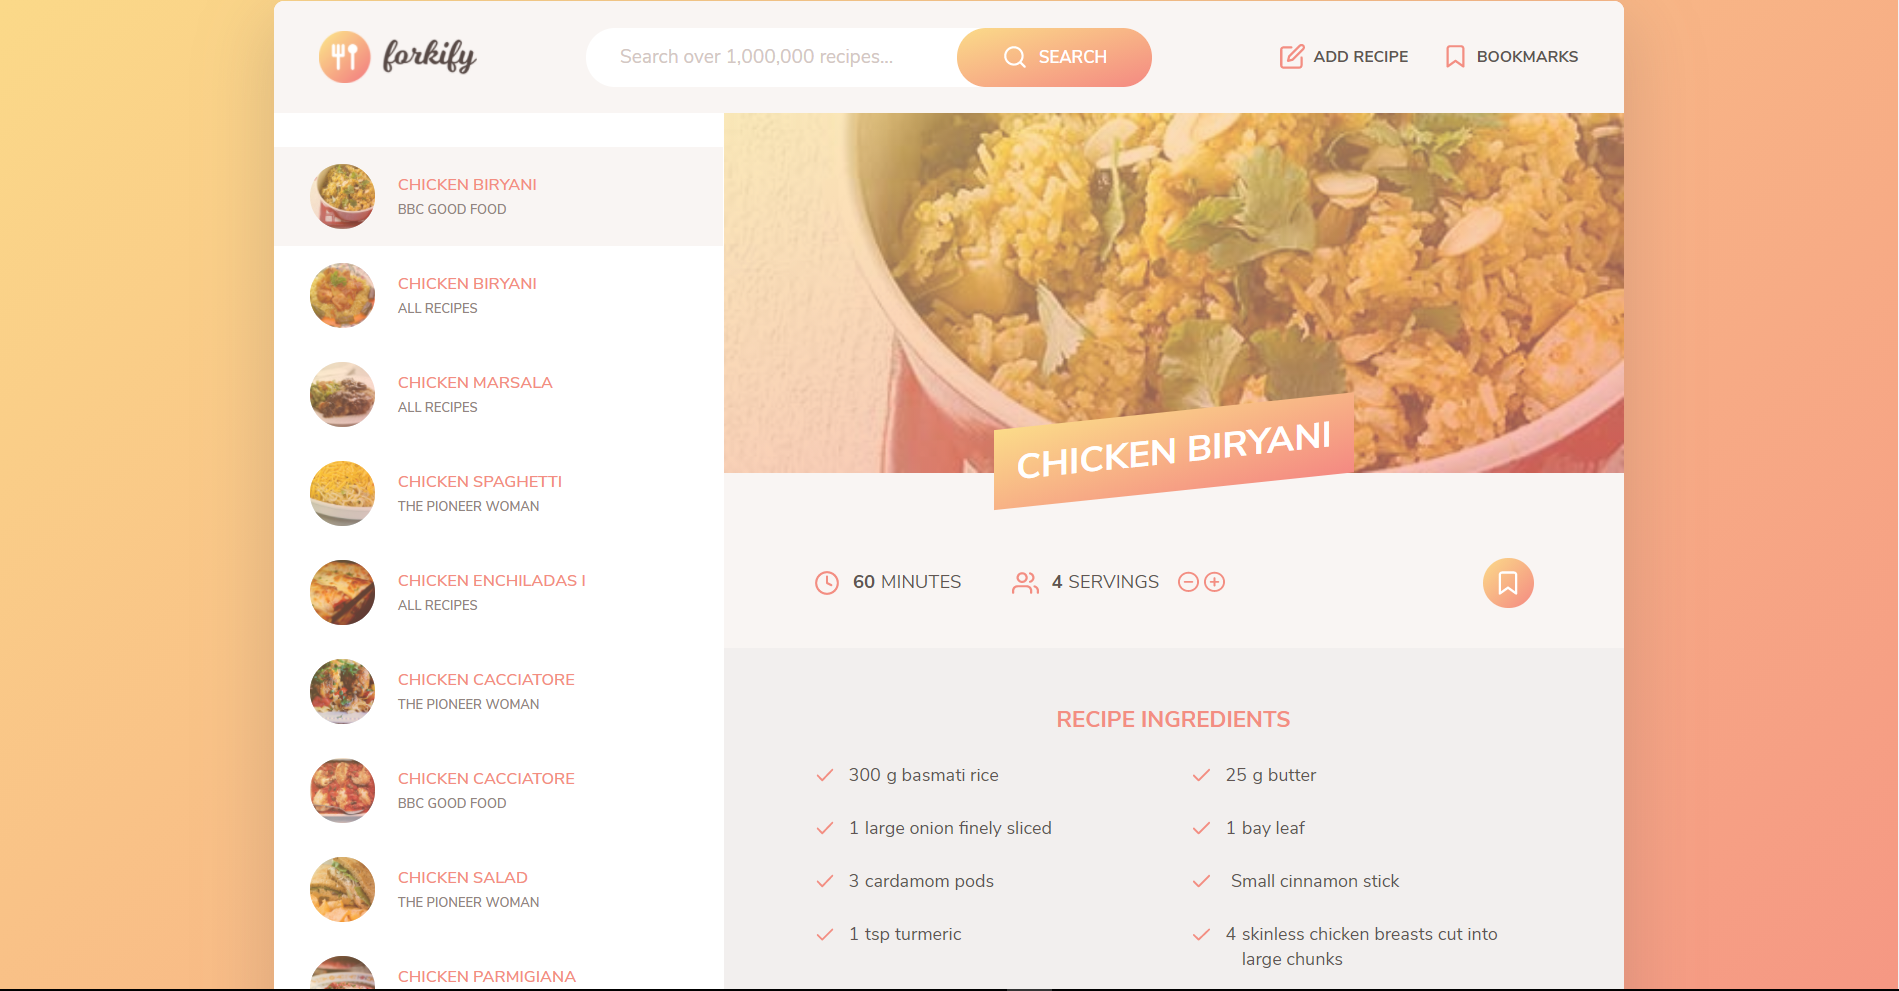 forkify
Search over 1,000,000 recipes...
SEARCH
ADD RECIPE
BOOKMARKS
CHICKEN BIRYANI
BBC GOOD FOOD
CHICKEN BIRYANI
ALL RECIPES
CHICKEN MARSALA
ALL RECIPES
CHICKEN SPAGHETTI
THE PIONEER WOMAN
CHICKEN ENCHILADAS I
ALL RECIPES
CHICKEN CACCIATORE
THE PIONEER WOMAN
CHICKEN CACCIATORE
BBC GOOD FOOD
CHICKEN SALAD
THE PIONEER WOMAN
CHICKEN PARMIGIANA
CHICKEN BIRYANI
60 MINUTES
4 SERVINGS
RECIPE INGREDIENTS
300 g basmati rice
25 g butter
1 large onion finely sliced
1 bay leaf
3 cardamom pods
Small cinnamon stick
1 tsp turmeric
4 skinless chicken breasts cut into
large chunks